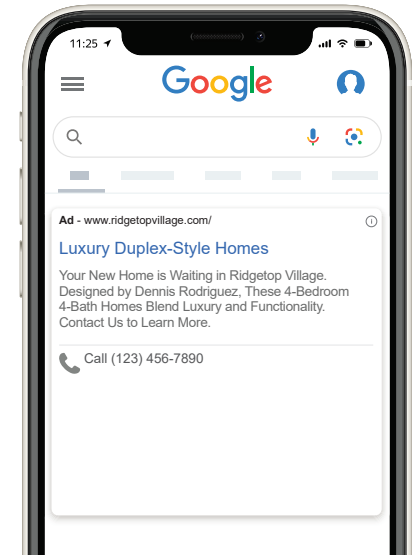 11:25
Google
Ad - www.ridgetopvillage.com/
Luxury Duplex-Style Homes
Your New Home is Waiting in Ridgetop Village.
Designed by Dennis Rodriguez, These 4-Bedroom
4-Bath Homes Blend Luxury and Functionality.
Contact Us to Learn More.
Call (123) 456-7890